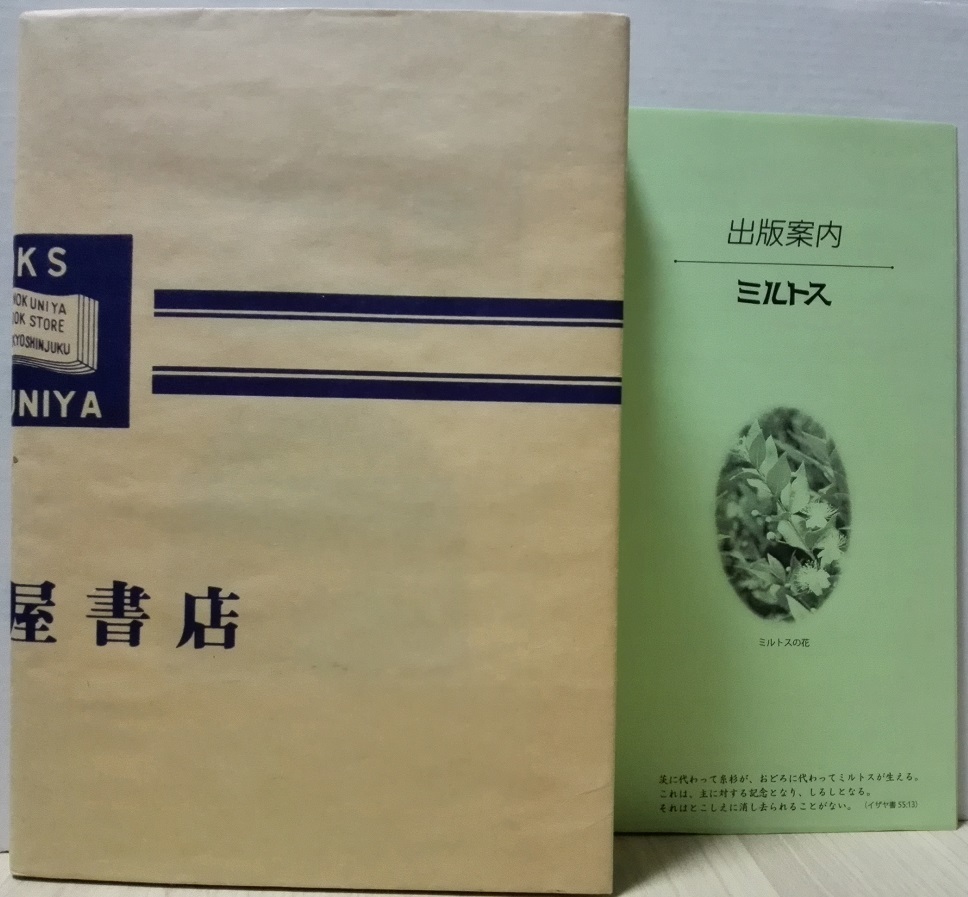 KS
OKUNIYA
OK STORE
KYOSHINJUKU
UNIYA
屋書店
出版案内
ミルトス
ミルトスの花
茨に代わって糸杉が、おどろに代わってミルトスが生える。
これは、主に対する記念となり、しるしとなる。
それはとこしえに消し去られることがない。 (イザヤ書 55:13)